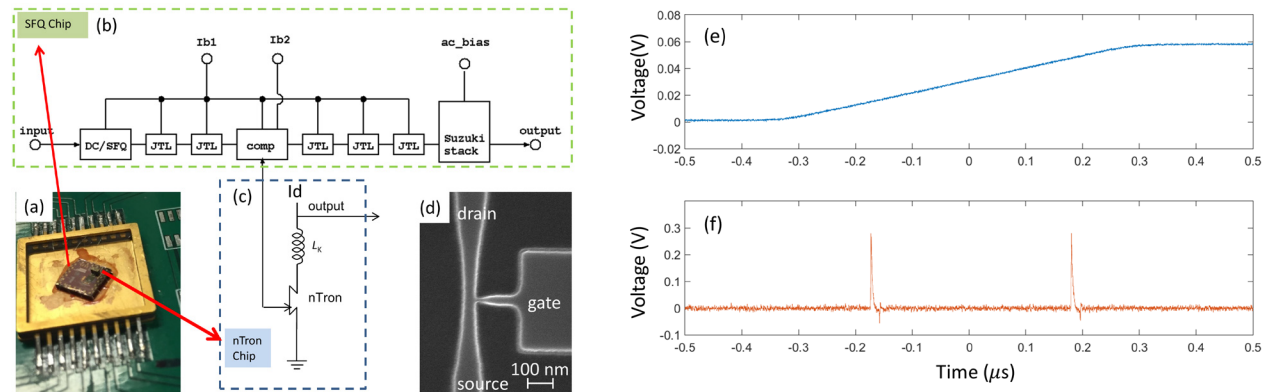 SFQ Chip
(b)
Ib1
Ib2
ac_bias
input
DC/SFQ
JTL
JTL
comp
JTL
JTL
JTL
Suzuki
stack
output
(a)
nTron
Chip
(c)
Id
output
LK
nTron
(d)
drain
gate
source
100 nm
(e)
Voltage(V)
0.08
0.06
0.04
0.02
0
-0.02
-0.5
-0.4
-0.3
-0.2
-0.1
0
0.1
0.2
0.3
0.4
0.5
(f)
Voltage (V)
0.3
0.2
0.1
0
0.1
-0.5
-0.4
-0.3
-0.2
-0.1
0
0.1
0.2
0.3
0.4
0.5
Time (μs)